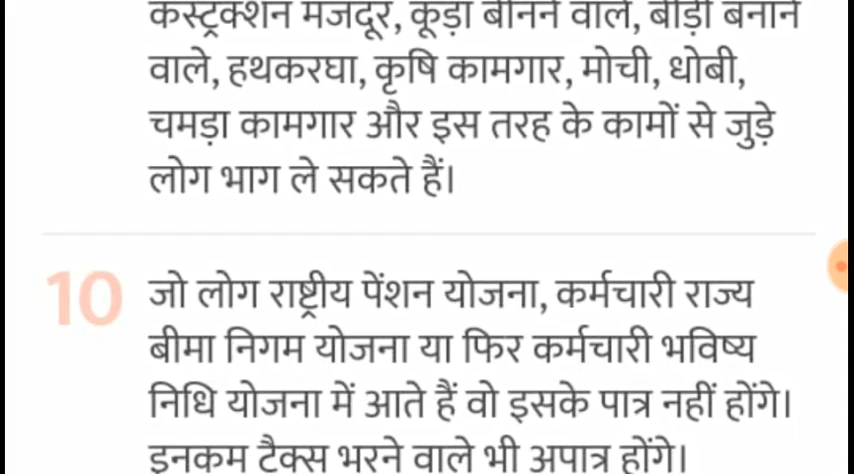 कंस्ट्रक्शन मजदूर, कूड़ा बीनने वाले, बीड़ी बनाने
वाले, हथकरघा, कृषि कामगार, मोची, धोबी,
चमड़ा कामगार और इस तरह के कामों से जुड़े
लोग भाग ले सकते हैं।
10 जो लोग राष्ट्रीय पेंशन योजना, कर्मचारी राज्य
बीमा निगम योजना या फिर कर्मचारी भविष्य
निधि योजना में आते हैं वो इसके पात्र नहीं होंगे।
इनकम टैक्स भरने वाले भी अपात्र होंगे।